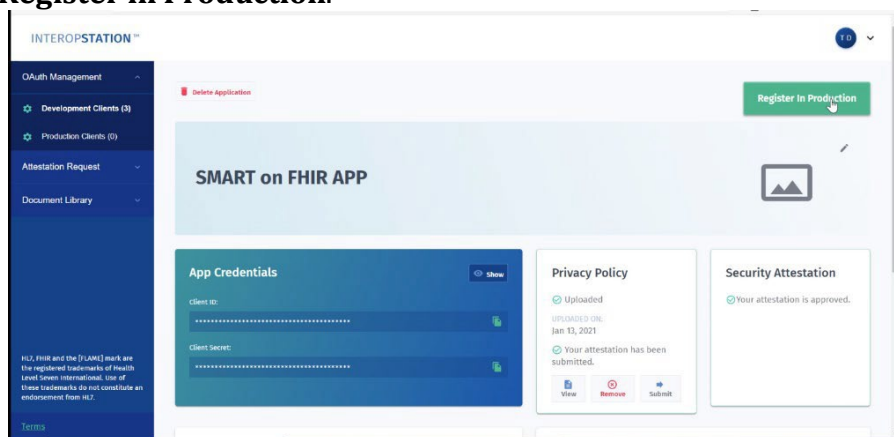 Register in Production.
INTEROPSTATION™
TD
OAuth Management
Development Clients (3)
Production Clients (0)
Attestation Request
Document Library
HL7, FHIR and the [FLAME] mark are
the registered trademarks of Health
Level Seven International. Use of
these trademarks do not constitute an
endorsement from HL7.
Terms
Delete Application
Register In Production
SMART on FHIR APP
App Credentials
Show
Client ID:
Client Secret:
Privacy Policy
Uploaded
UPLOADED ON:
Jan 13, 2021
Your attestation has been
submitted.
View
Remove
Submit
Security Attestation
Your attestation is approved.